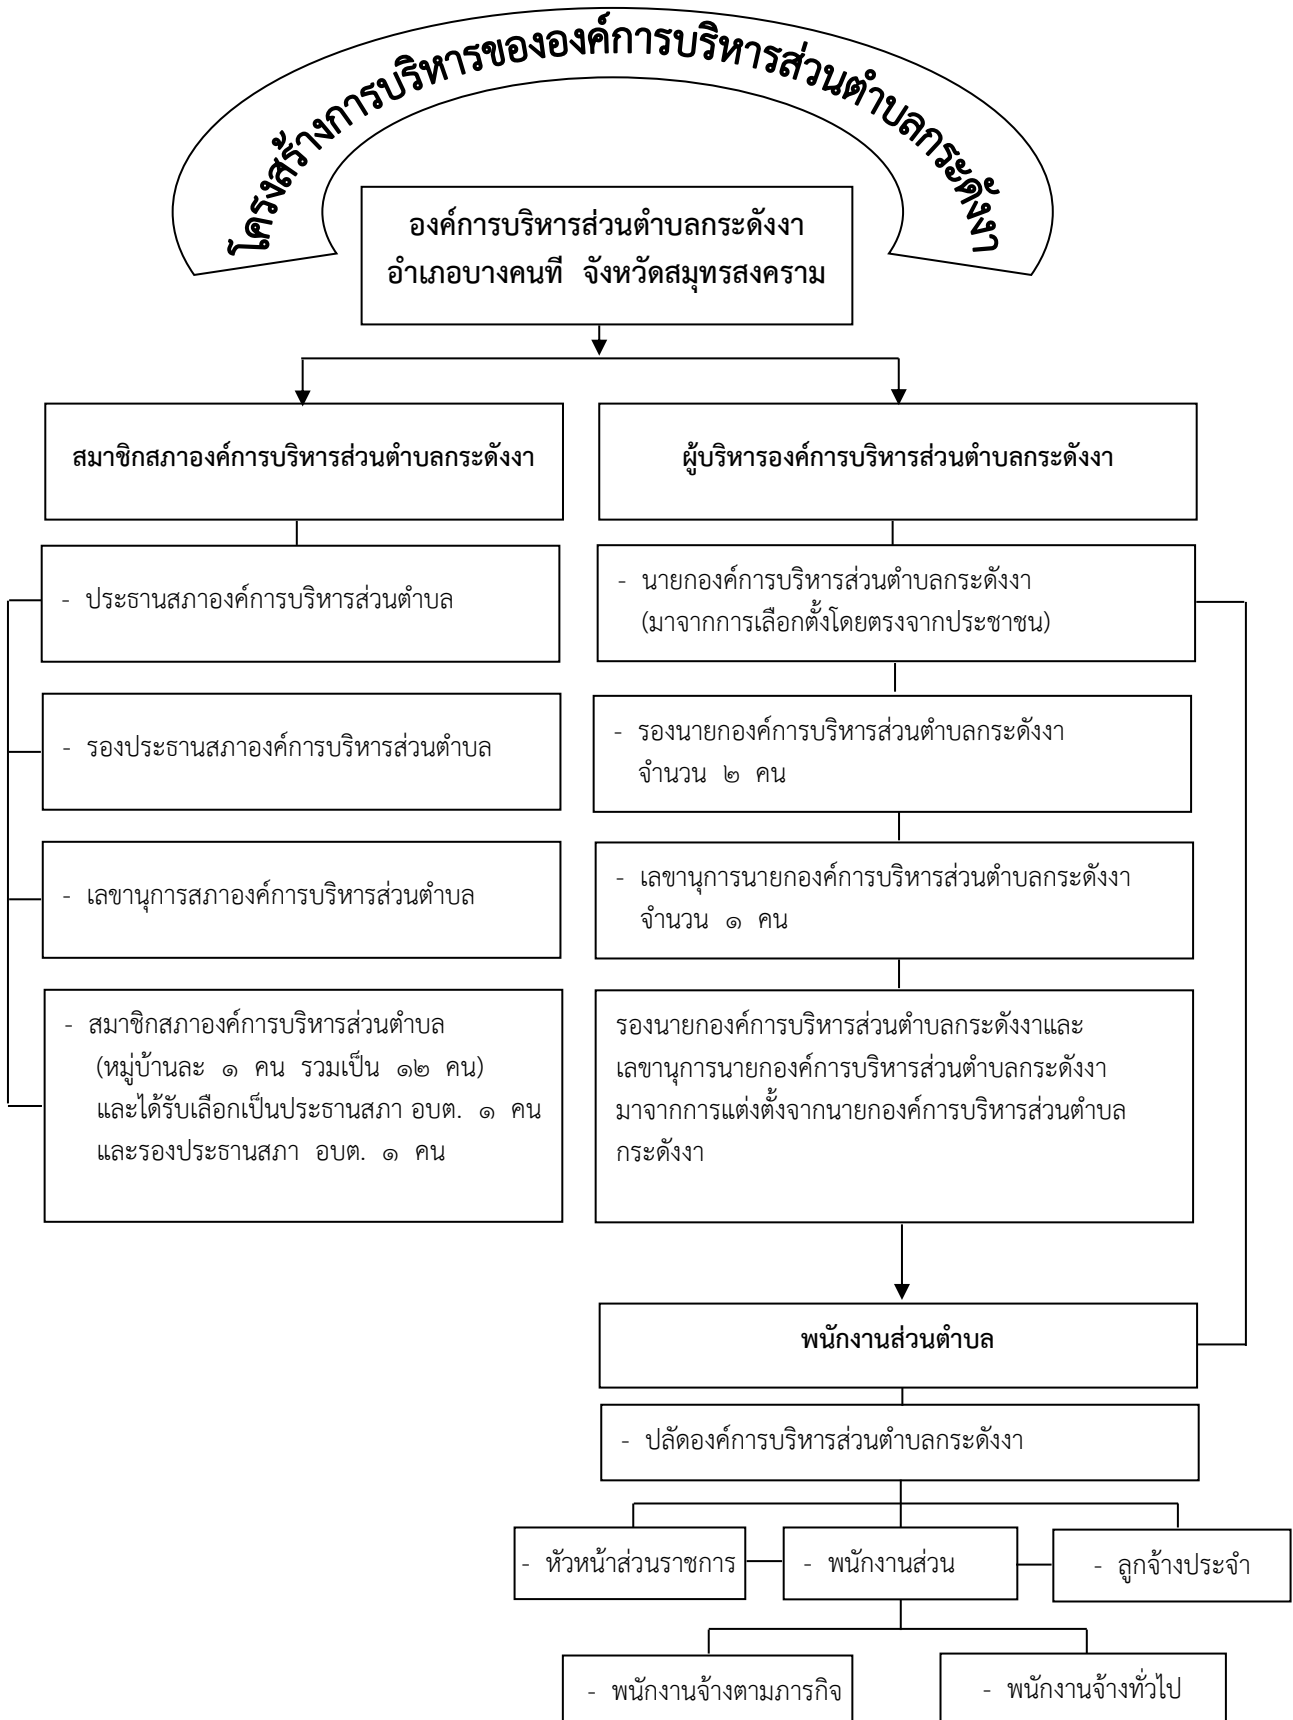 โครงสร้างการบริหารขององค์การบริหารส่วนตำบลกระดังงา
องค์การบริหารส่วนตำบลกระดังงา
อำเภอบางคนที จังหวัดสมุทรสงคราม
สมาชิกสภาองค์การบริหารส่วนตำบลกระดังงา
- ประธานสภาองค์การบริหารส่วนตำบล
- รองประธานสภาองค์การบริหารส่วนตำบล
- เลขานุการสภาองค์การบริหารส่วนตำบล
- สมาชิกสภาองค์การบริหารส่วนตำบล
(หมู่บ้านละ ๑ คน รวมเป็น ๑๒ คน)
และได้รับเลือกเป็นประธานสภา อบต. ๑ คน
และรองประธานสภา อบต. ๑ คน
ผู้บริหารองค์การบริหารส่วนตำบลกระดังงา
- นายกองค์การบริหารส่วนตำบลกระดังงา
(มาจากการเลือกตั้งโดยตรงจากประชาชน)
- รองนายกองค์การบริหารส่วนตำบลกระดังงา
จำนวน ๒ คน
- เลขานุการนายกองค์การบริหารส่วนตำบลกระดังงา
จำนวน ๑ คน
รองนายกองค์การบริหารส่วนตำบลกระดังงาและ
เลขานุการนายกองค์การบริหารส่วนตำบลกระดังงา
มาจากการแต่งตั้งจากนายกองค์การบริหารส่วนตำบล
กระดังงา
พนักงานส่วนตำบล
- ปลัดองค์การบริหารส่วนตำบลกระดังงา
- หัวหน้าส่วนราชการ
- พนักงานส่วน
- ลูกจ้างประจำ
- พนักงานจ้างตามภารกิจ
- พนักงานจ้างทั่วไป